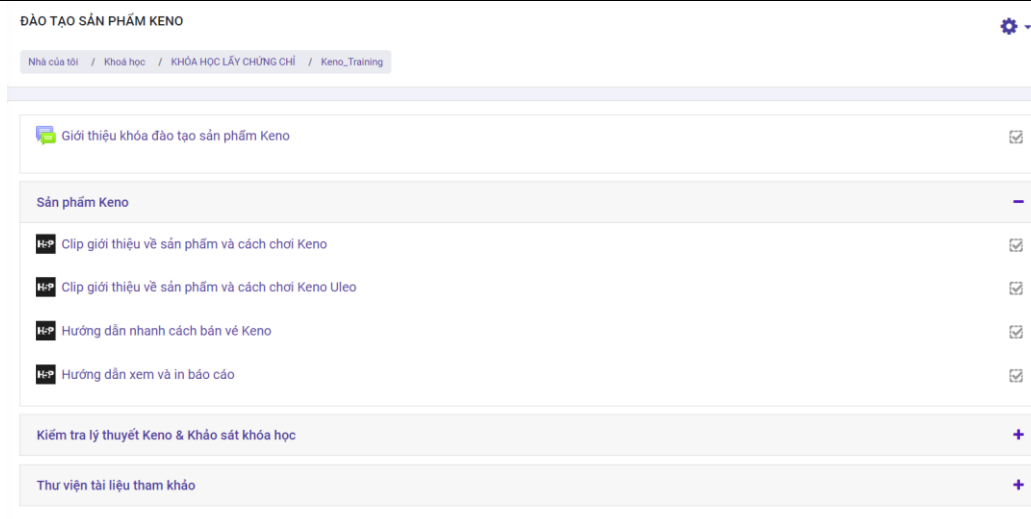 ĐÀO TẠO SẢN PHẨM KENO
Nhà của tôi / Khoá học / KHÓA HỌC LẤY CHỨNG CHỈ / Keno_Training
Giới thiệu khóa đào tạo sản phẩm Keno
Sản phẩm Keno
H5P Clip giới thiệu về sản phẩm và cách chơi Keno
H5P Clip giới thiệu về sản phẩm và cách chơi Keno Uleo
H5P Hướng dẫn nhanh cách bán vé Keno
H5P Hướng dẫn xem và in báo cáo
Kiểm tra lý thuyết Keno & Khảo sát khóa học
Thư viện tài liệu tham khảo